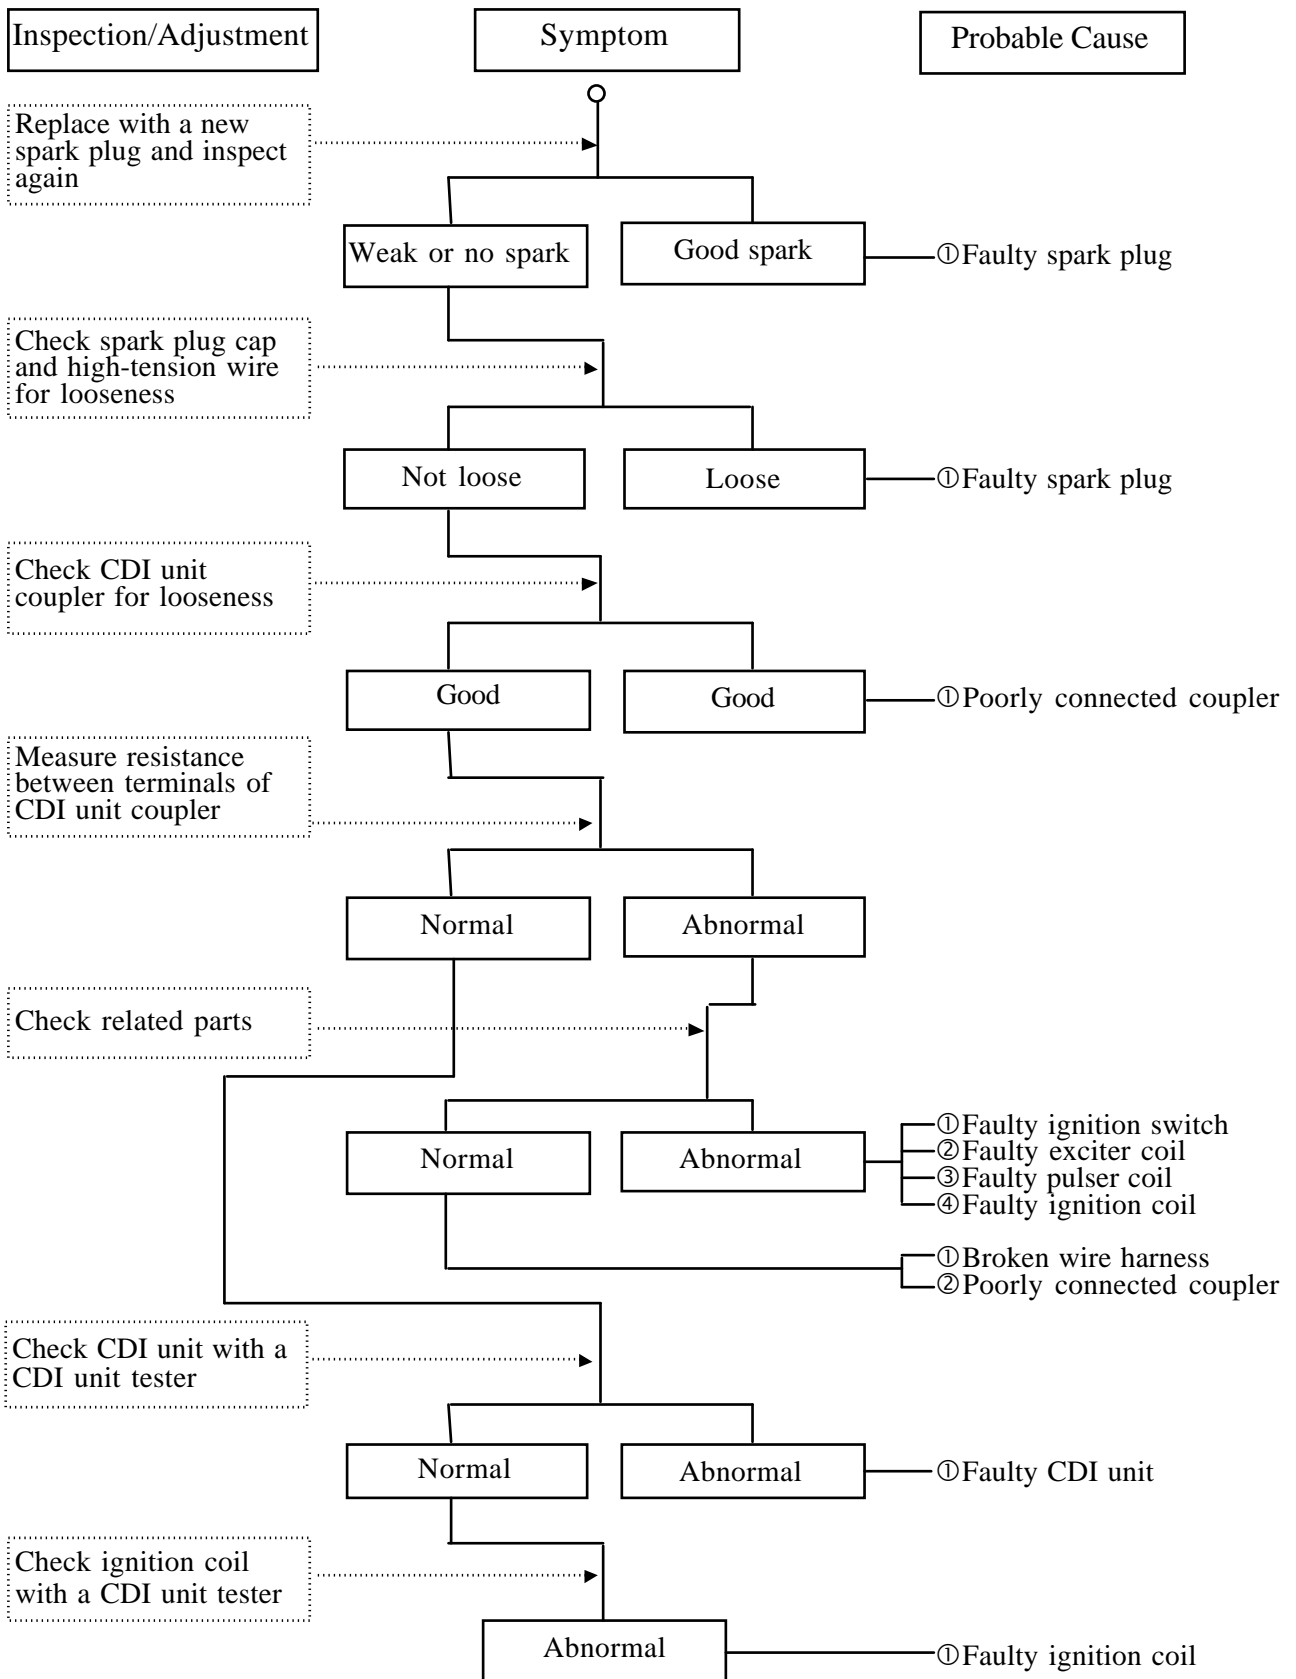 Inspection/Adjustment
Symptom
Probable Cause
Replace with a new
spark plug and inspect
again
Weak or no spark
Good spark
①Faulty spark plug
Check spark plug cap
and high-tension wire
for looseness
Not loose
Loose
①Faulty spark plug
Check CDI unit
coupler for looseness
Good
Good
①Poorly connected coupler
Measure resistance
between terminals of
CDI unit coupler
Normal
Abnormal
Check related parts
Normal
Abnormal
①Faulty ignition switch
②Faulty exciter coil
③Faulty pulser coil
④Faulty ignition coil
①Broken wire harness
②Poorly connected coupler
Check CDI unit with a
CDI unit tester
Normal
Abnormal
①Faulty CDI unit
Check ignition coil
with a CDI unit tester
Abnormal
①Faulty ignition coil